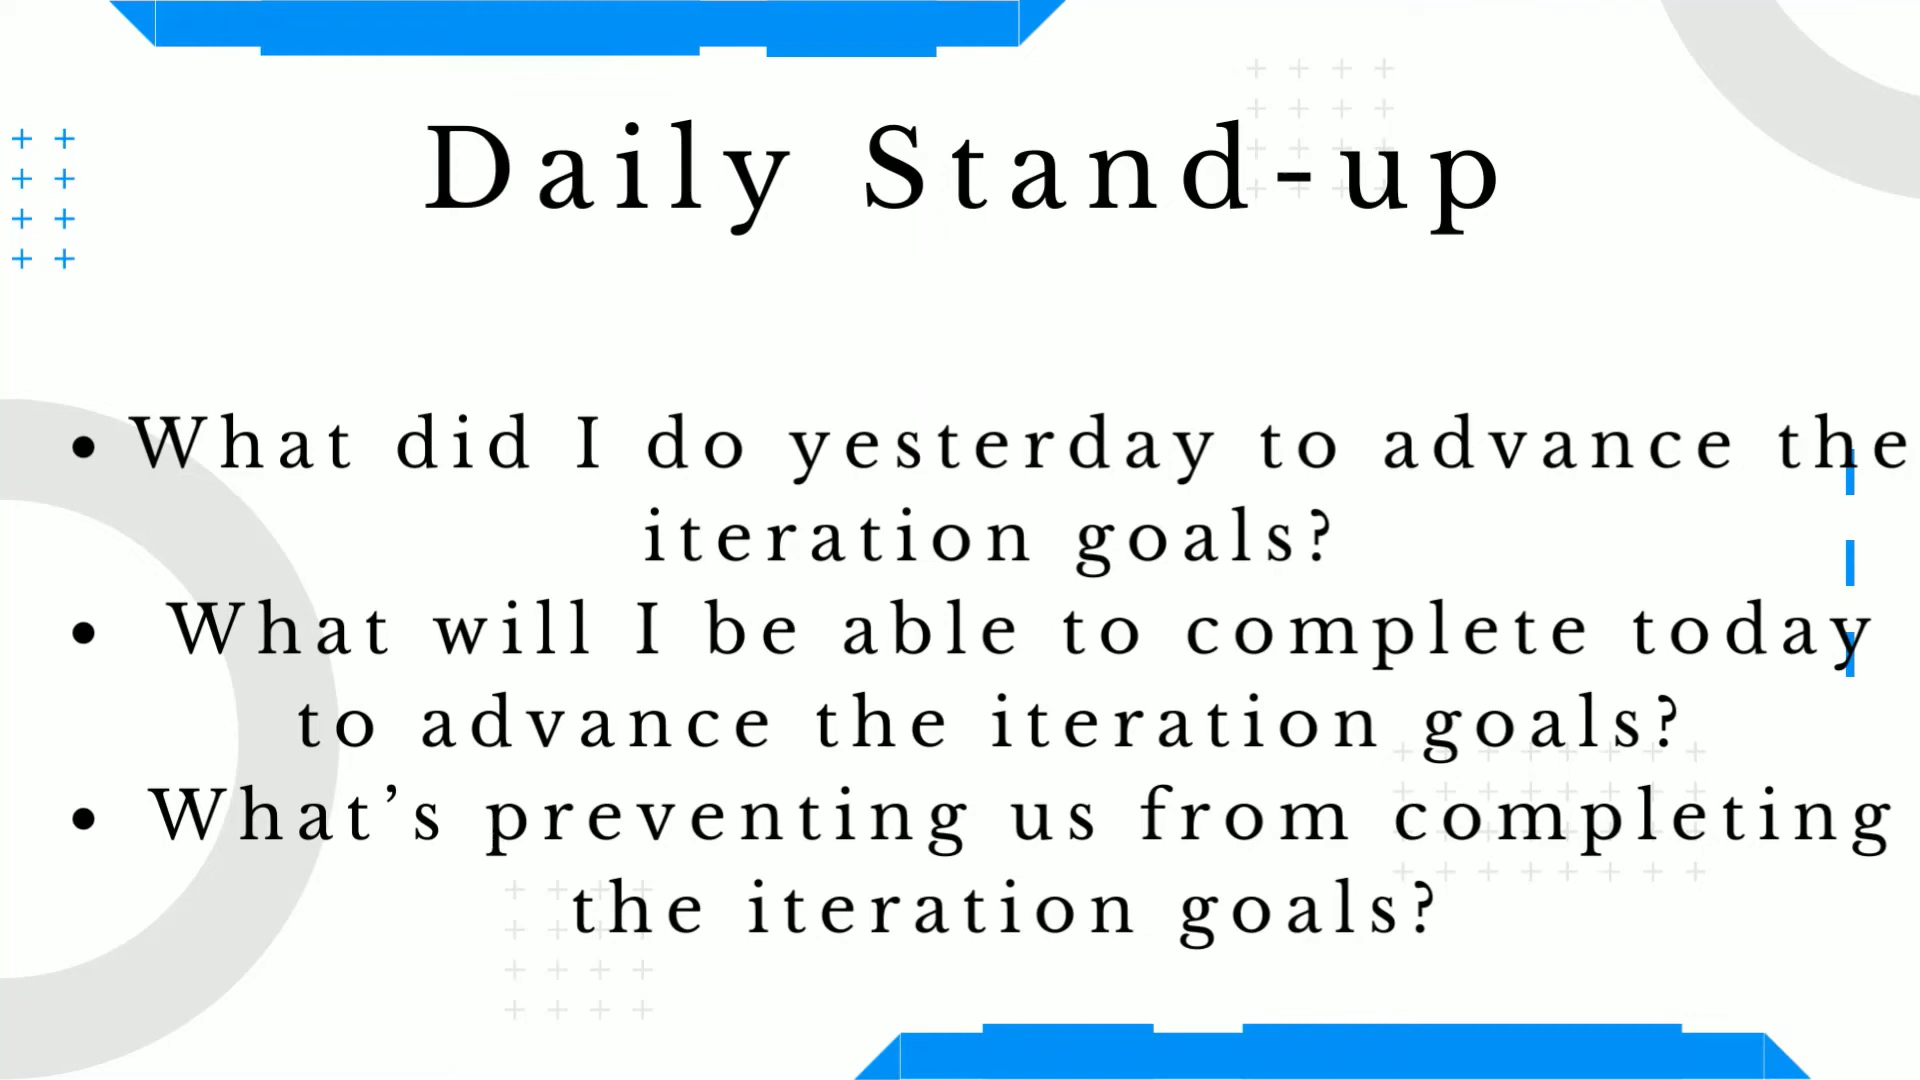 Daily Stand-up
• What did I do yesterday to advance the
iteration goals?
• What will I be able to complete today
to advance the iteration goals?
• What’s preventing us from completing
the iteration goals?